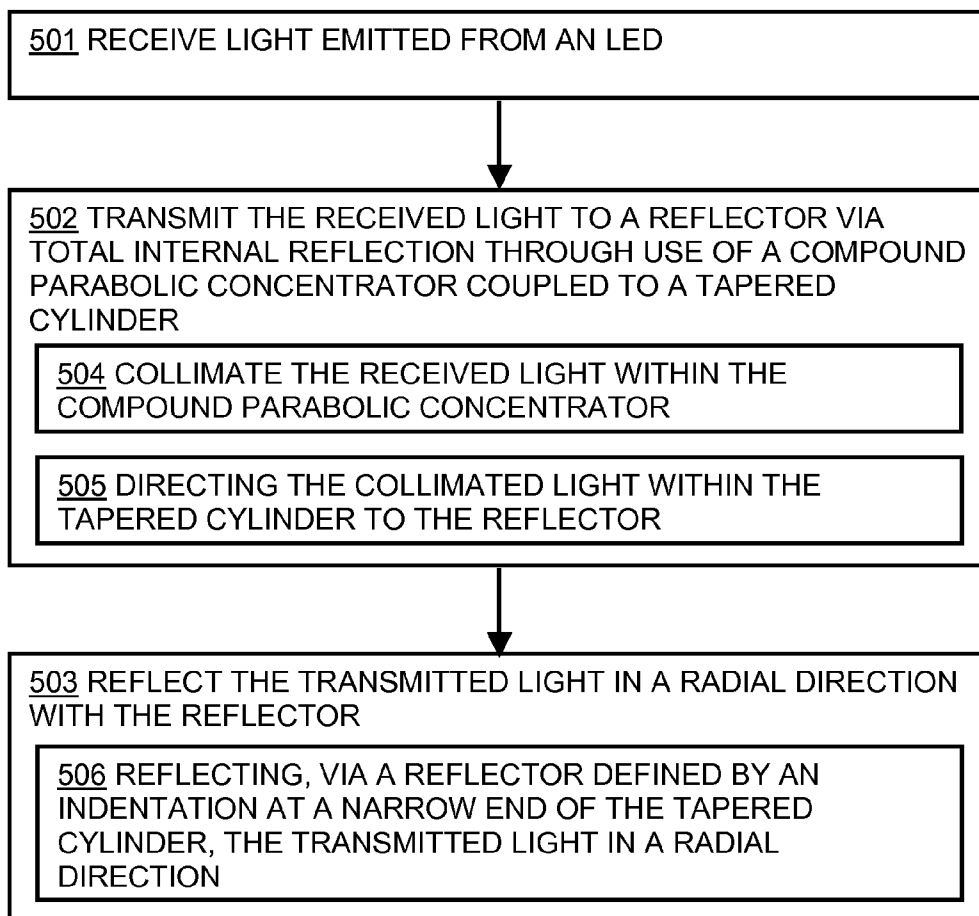 501 RECEIVE LIGHT EMITTED FROM AN LED
502 TRANSMIT THE RECEIVED LIGHT TO A REFLECTOR VIA
TOTAL INTERNAL REFLECTION THROUGH USE OF A COMPOUND
PARABOLIC CONCENTRATOR COUPLED TO A TAPERED
CYLINDER
504 COLLIMATE THE RECEIVED LIGHT WITHIN THE
COMPOUND PARABOLIC CONCENTRATOR
505 DIRECTING THE COLLIMATED LIGHT WITHIN THE
TAPERED CYLINDER TO THE REFLECTOR
503 REFLECT THE TRANSMITTED LIGHT IN A RADIAL DIRECTION
WITH THE REFLECTOR
506 REFLECTING, VIA A REFLECTOR DEFINED BY AN
INDENTATION AT A NARROW END OF THE TAPERED
CYLINDER, THE TRANSMITTED LIGHT IN A RADIAL
DIRECTION